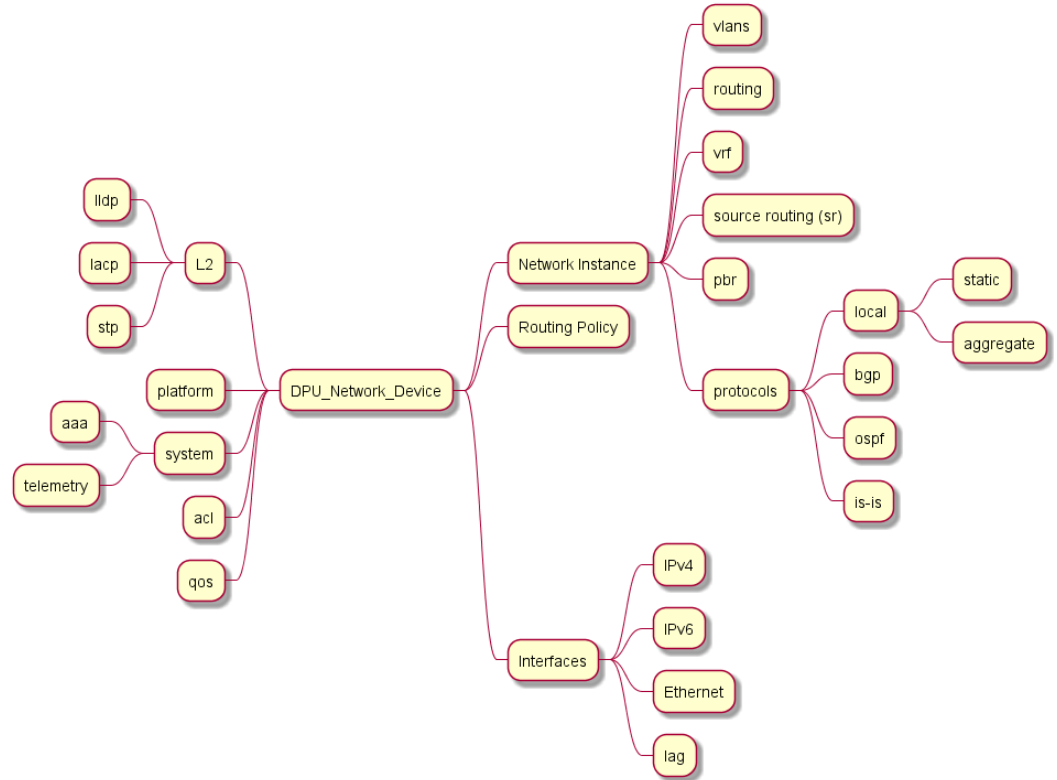 vlans
routing
vrf
source routing (sr)
pbr
Network Instance
Routing Policy
protocols
local
static
aggregate
bgp
ospf
is-is
lldp
lacp
stp
L2
platform
DPU_Network_Device
aaa
telemetry
system
acl
qos
Interfaces
IPv4
IPv6
Ethernet
lag